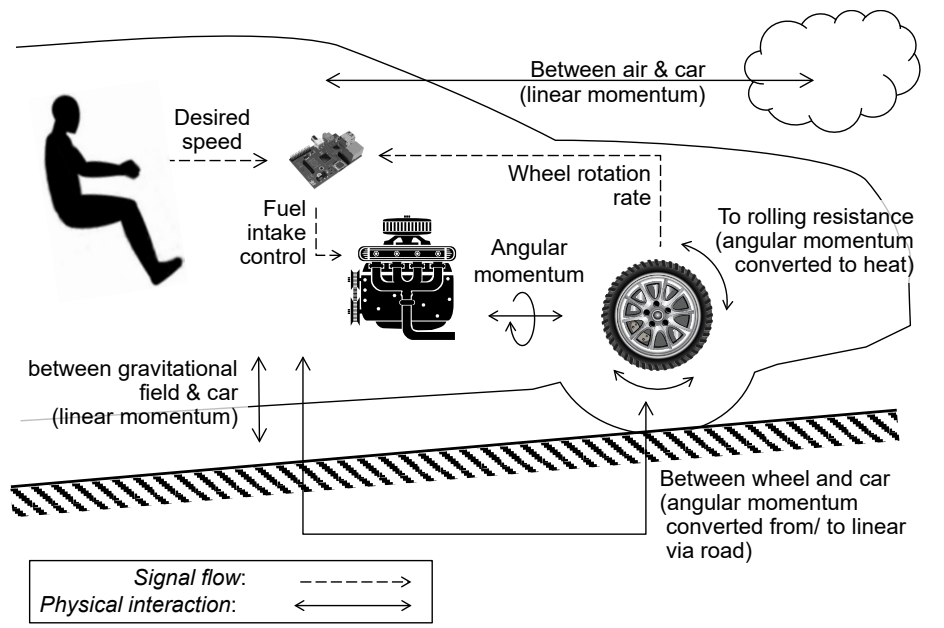 Between air & car
(linear momentum)
Desired
speed
Wheel rotation
rate
Fuel
intake
control
To rolling resistance
(angular momentum
converted to heat)
Angular
momentum
between gravitational
field & car
(linear momentum)
Between wheel and car
(angular momentum
converted from/ to linear
via road)
Signal flow:
Physical interaction: